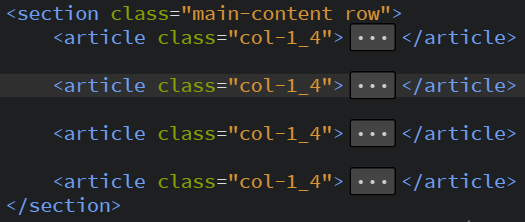 <section class="main-content row">
<article class="col-1_4"> ... </article>
<article class="col-1_4"> ... </article>
<article class="col-1_4"> ... </article>
<article class="col-1_4"> ... </article>
</section>